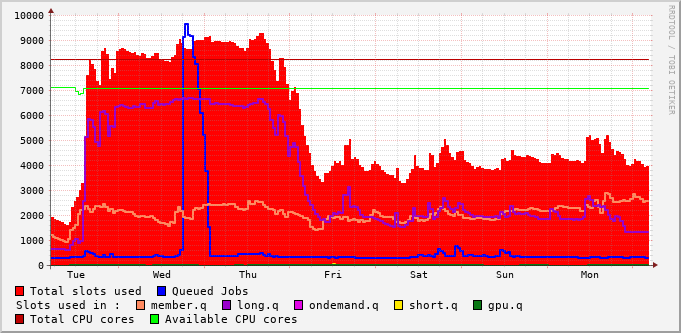 10000
9000
8000
7000
6000
5000
4000
3000
2000
1000
0
Tue Wed Thu Fri Sat Sun Mon
Total slots used Queued Jobs
Slots used in : member.q long.q ondemand.q short.q gpu.q
Total CPU cores Available CPU cores
RRDTOOL / TOBI OETIKER